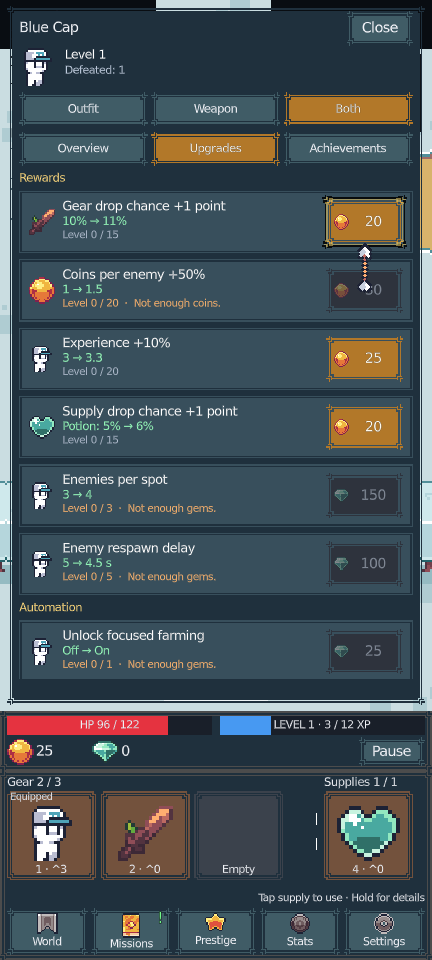 Blue Cap
Close
Level 1
Defeated: 1
Outfit
Weapon
Both
Overview
Upgrades
Achievements
Rewards
Gear drop chance +1 point
10% → 11%
Level 0 / 15
20
Coins per enemy +50%
1 → 1.5
Level 0 / 20 · Not enough coins.
Experience +10%
3 → 3.3
Level 0 / 20
25
Supply drop chance +1 point
Potion: 5% → 6%
Level 0 / 15
20
Enemies per spot
3 → 4
Level 0 / 3 · Not enough gems.
150
Enemy respawn delay
5 → 4.5 s
Level 0 / 5 · Not enough gems.
100
Automation
Unlock focused farming
Off → On
Level 0 / 1 · Not enough gems.
25
HP 96 / 122
LEVEL 1 · 3 / 12 XP
25
0
Pause
Gear 2 / 3
Supplies 1 / 1
Equipped
1 · ^3
2 · ^0
Empty
4 · ^0
Tap supply to use · Hold for details
World
Missions
!
Prestige
Stats
Settings